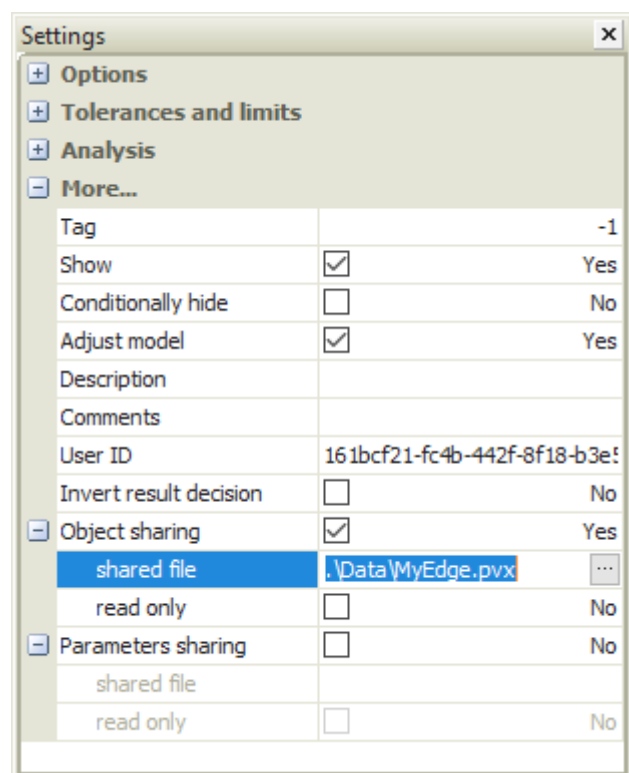 Settings
Options
Tolerances and limits
Analysis
More...
Tag -1
Show Yes
Conditionally hide No
Adjust model Yes
Description
Comments
User ID 161bcf21-fc4b-442f-8f18-b3e5
Invert result decision No
Object sharing Yes
shared file .\Data\MyEdge.pvx ...
read only No
Parameters sharing No
shared file
read only No